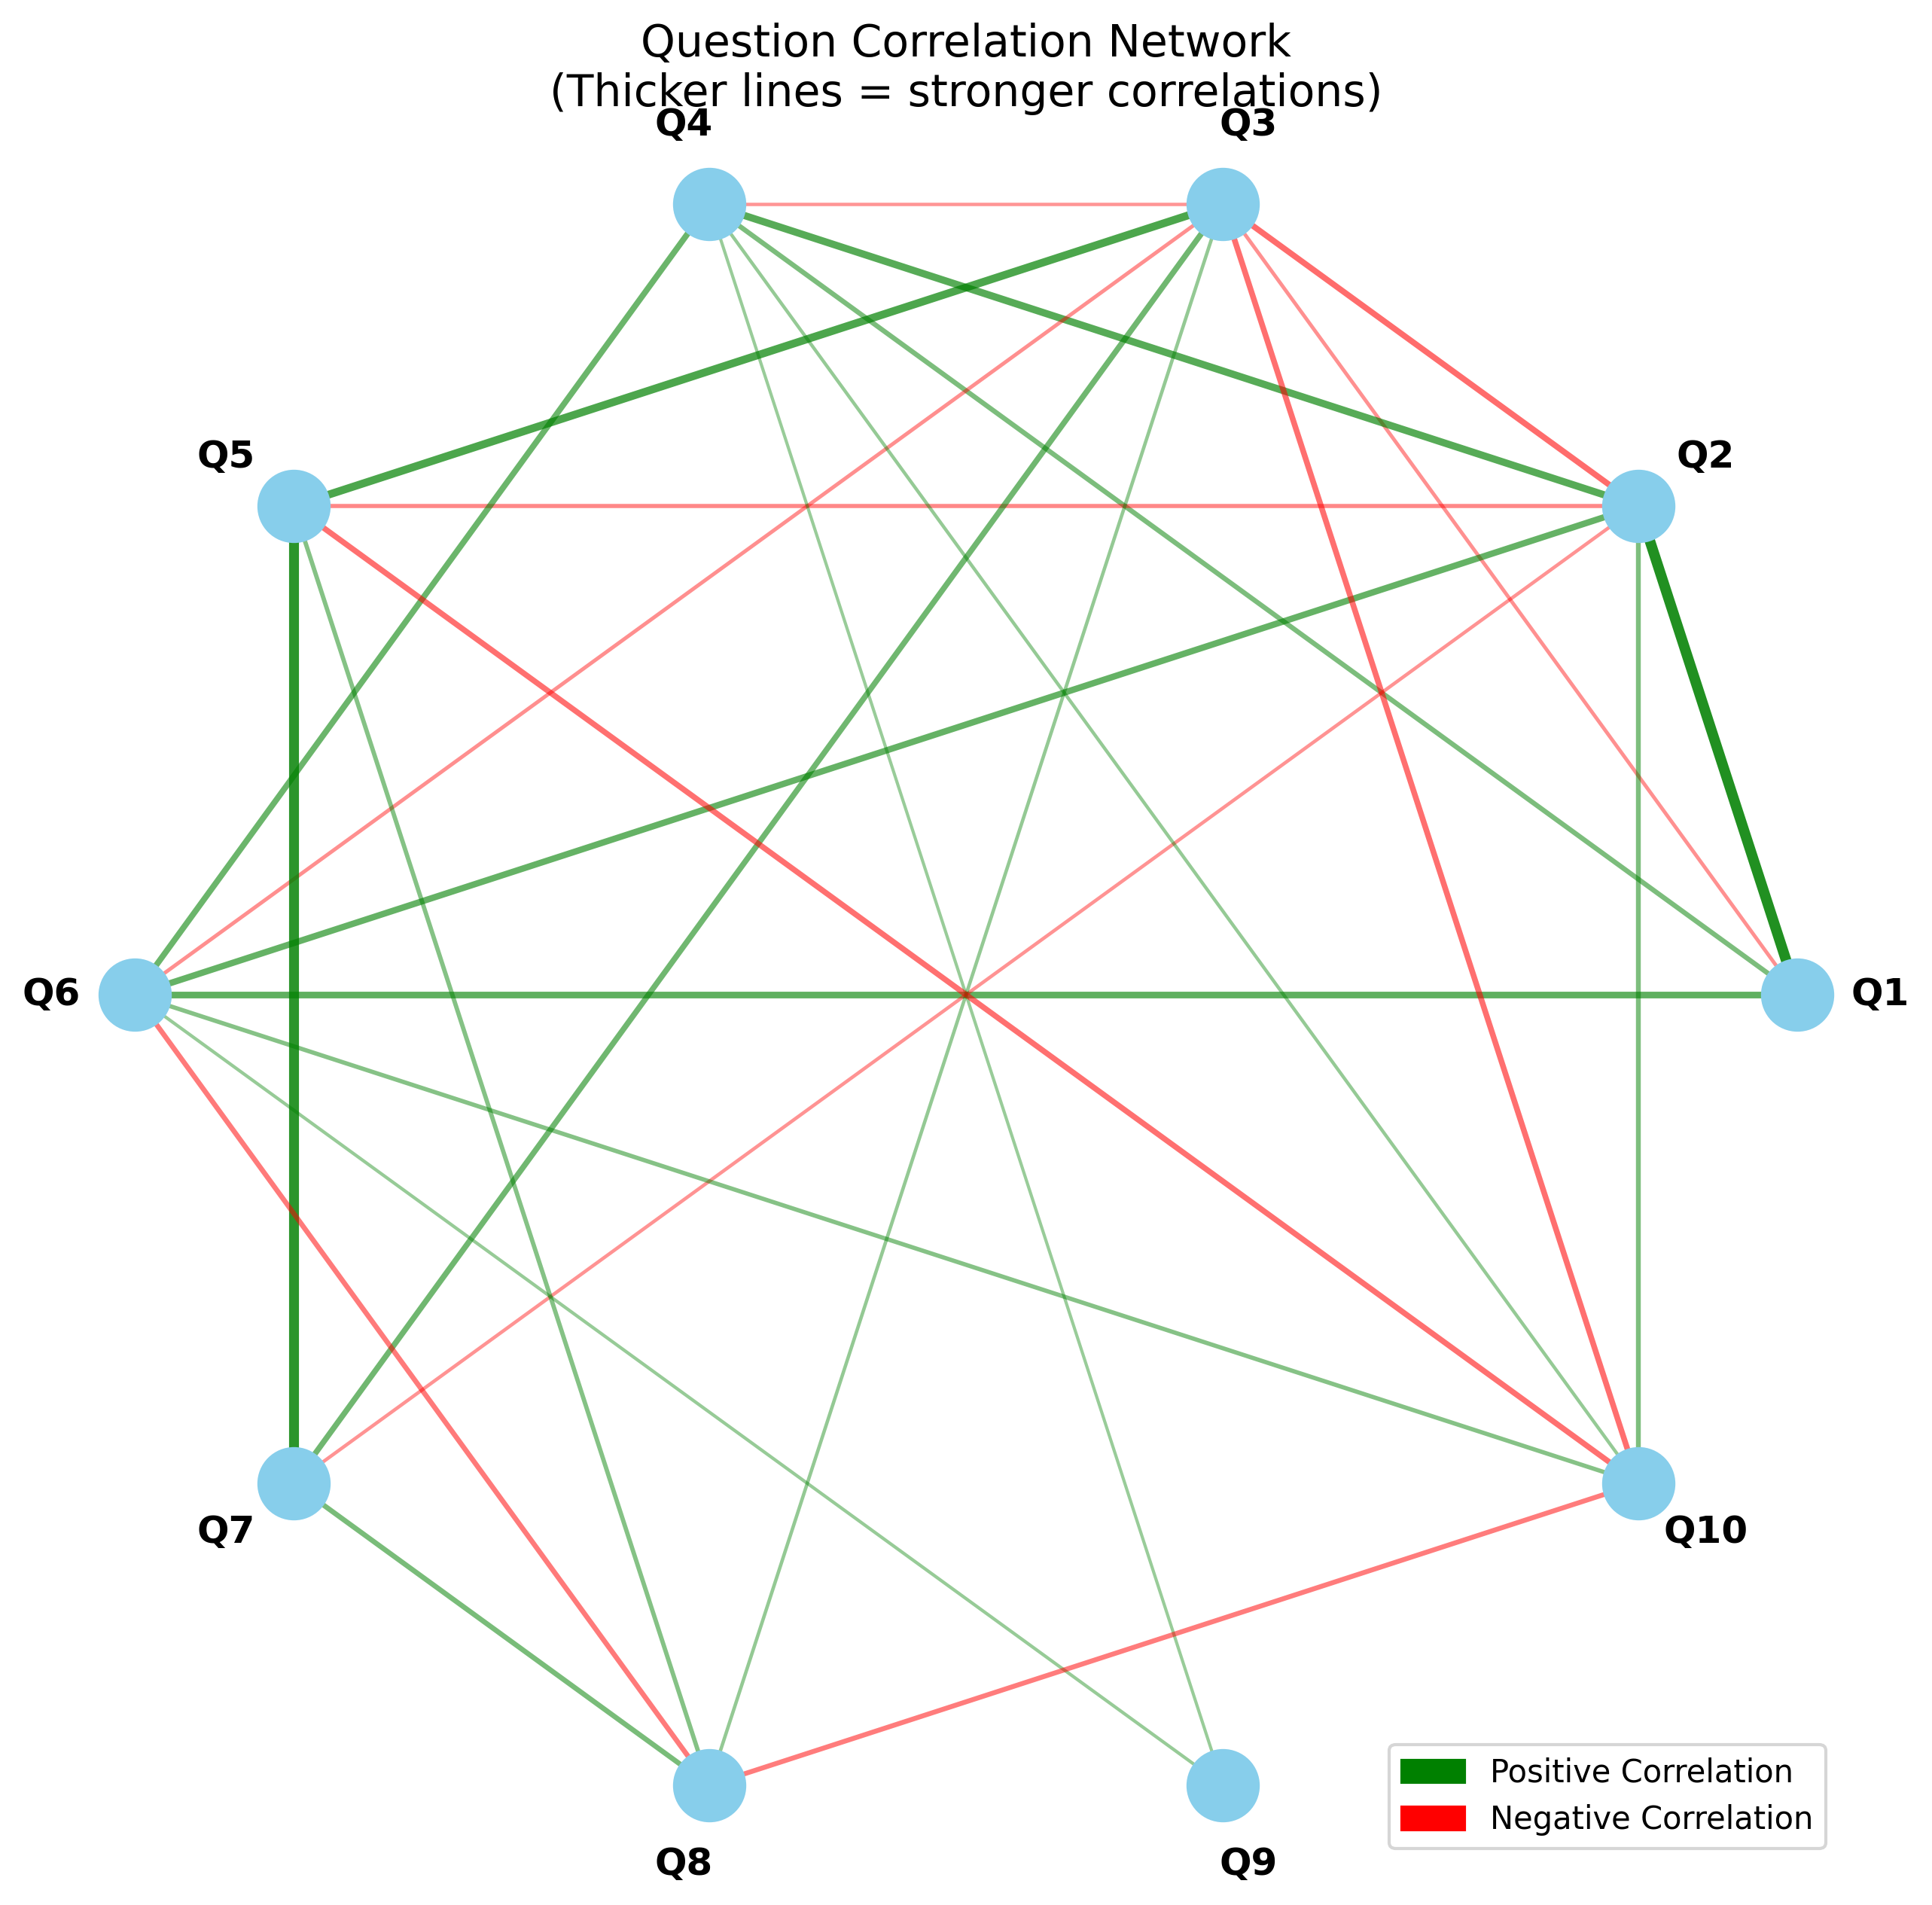 Question Correlation Network
(Thicker lines = stronger correlations)
Q4
Q3
Q5
Q2
Q6
Q1
Q7
Q10
Q8
Q9
Positive Correlation
Negative Correlation